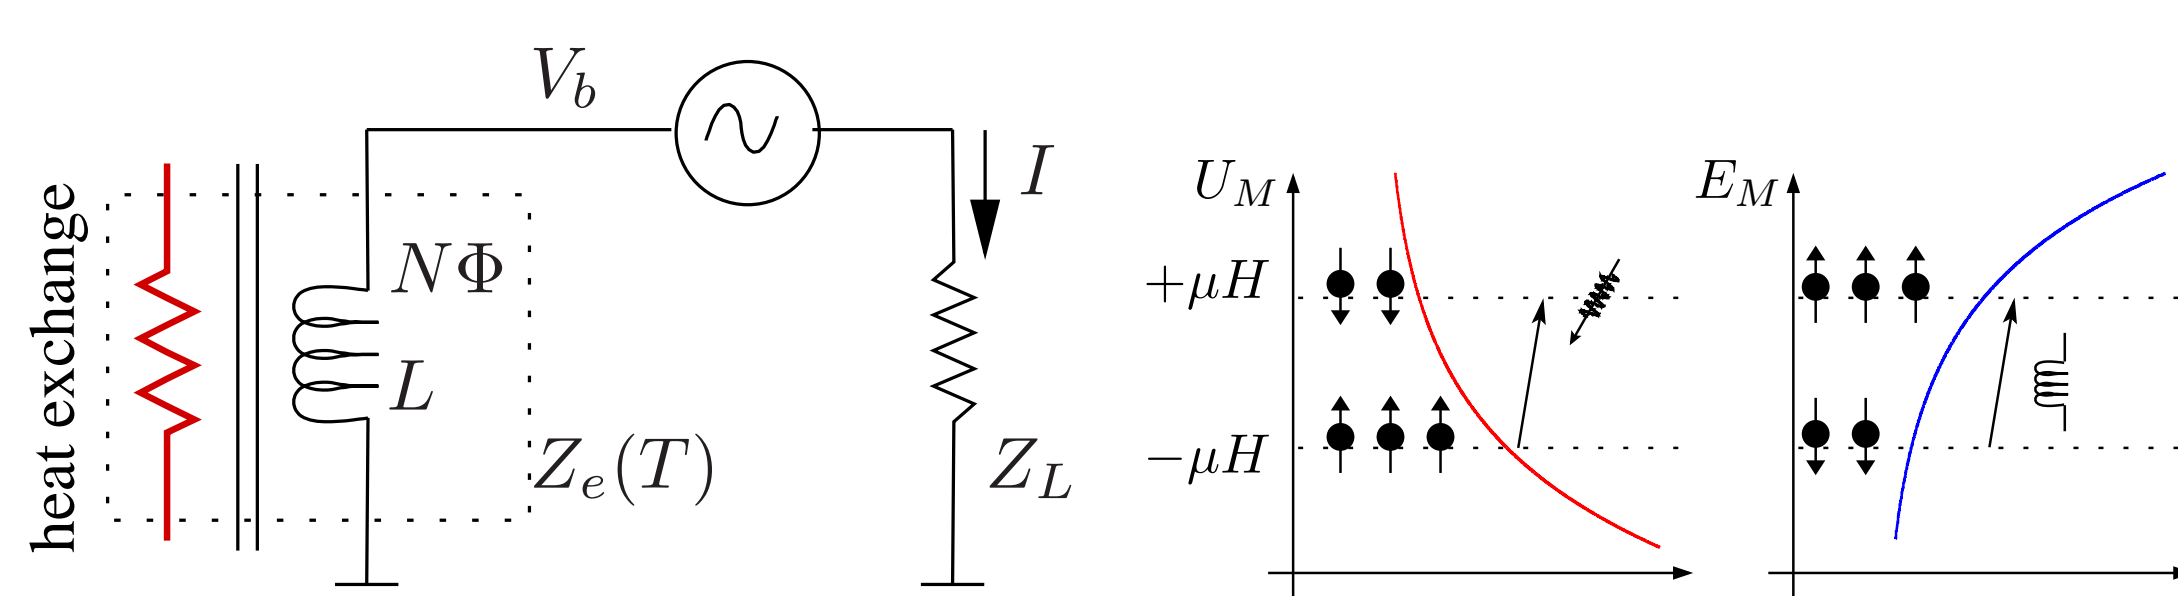 heat exchange
V_b
I
NΦ
L
Z_e(T)
Z_L
U_M
+μH
−μH
E_M